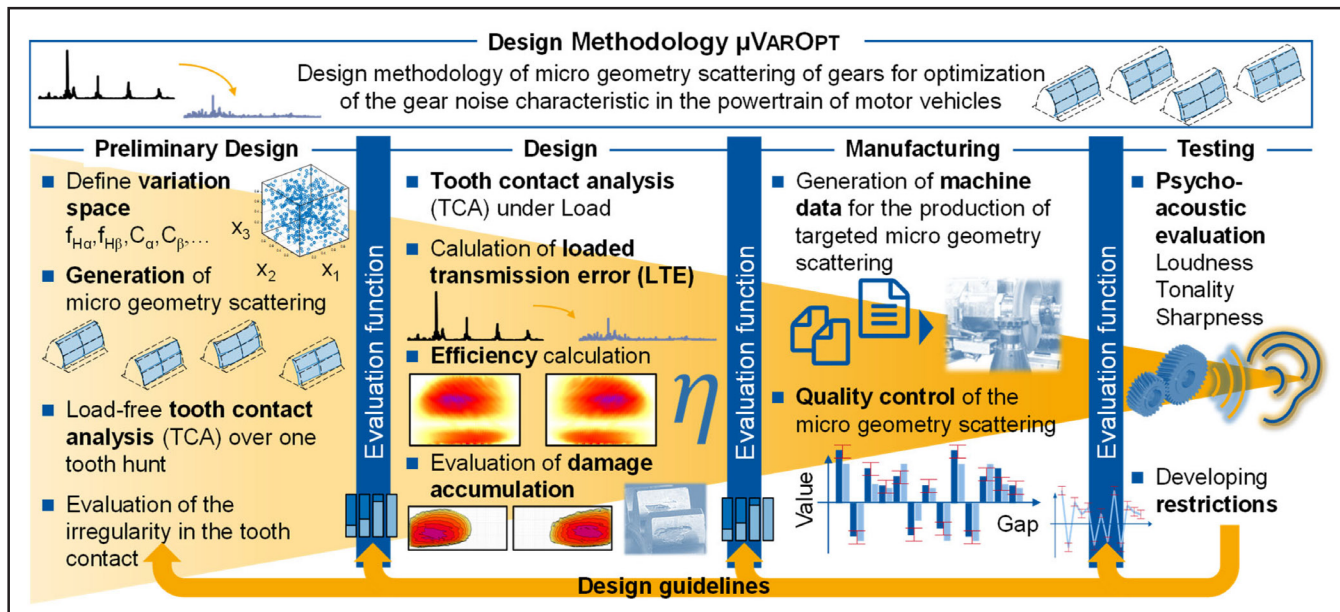 Design Methodology µVAROPT
Design methodology of micro geometry scattering of gears for optimization
of the gear noise characteristic in the powertrain of motor vehicles
Preliminary Design
▪ Define variation
space
fHα,fHβ,Cα,Cβ,...
X3
X2
X1
▪ Generation of
micro geometry scattering
▪ Load-free tooth contact
analysis (TCA) over one
tooth hunt
▪ Evaluation of the
irregularity in the tooth
contact
Evaluation function
Design
▪ Tooth contact analysis
(TCA) under Load
▪ Calulation of loaded
transmission error (LTE)
▪ Efficiency calculation
η
▪ Evaluation of damage
accumulation
Evaluation function
Manufacturing
▪ Generation of machine
data for the production of
targeted micro geometry
scattering
▪ Quality control of the
micro geometry scattering
Value
Gap
Evaluation function
Testing
▪ Psycho-
acoustic
evaluation
Loudness
Tonality
Sharpness
▪ Developing
restrictions
Design guidelines